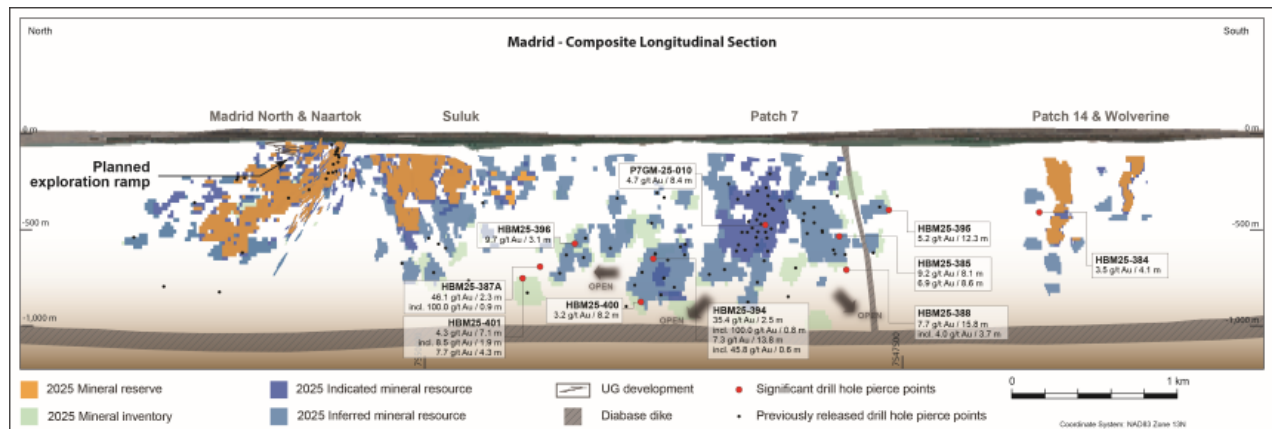 North
South
Madrid - Composite Longitudinal Section
Madrid North & Naartok
Suluk
Patch 7
Patch 14 & Wolverine
0 m
0 m
Planned
exploration ramp
P7GM-25-010
4.7 g/t Au / 8.4 m
-500 m
-500 m
HBM25-396
9.7 g/t Au / 3.1 m
HBM25-395
5.2 g/t Au / 12.3 m
HBM25-385
9.2 g/t Au / 8.1 m
6.9 g/t Au / 8.6 m
HBM25-384
3.5 g/t Au / 4.1 m
HBM25-387A
46.1 g/t Au / 2.3 m
incl. 100.0 g/t Au / 0.9 m
OPEN
HBM25-400
3.2 g/t Au / 8.2 m
HBM25-401
4.3 g/t Au / 7.1 m
incl. 8.5 g/t Au / 1.9 m
7.7 g/t Au / 4.3 m
OPEN
HBM25-394
35.4 g/t Au / 2.5 m
incl. 100.0 g/t Au / 0.8 m
7.3 g/t Au / 13.8 m
incl. 45.8 g/t Au / 0.6 m
OPEN
HBM25-388
7.7 g/t Au / 15.8 m
incl. 4.0 g/t Au / 3.7 m
-1,000 m
-1,000 m
7547500
2025 Mineral reserve
2025 Indicated mineral resource
UG development
Significant drill hole pierce points
0
1 km
2025 Mineral inventory
2025 Inferred mineral resource
Diabase dike
Previously released drill hole pierce points
Coordinate System: NAD83 Zone 13N